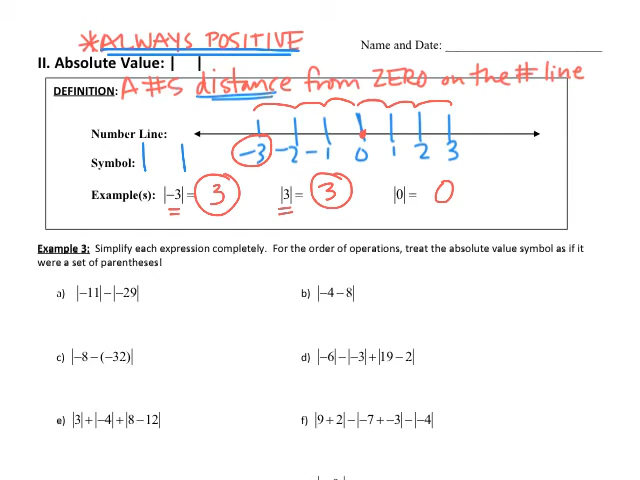 *ALWAYS POSITIVE
Name and Date: ____________________
II. Absolute Value: | |
DEFINITION: A #S distance from ZERO on the # line
Number Line:
-3 -2 -1 0 1 2 3
Symbol: | |
Example(s): |−3| = 3 |3| = 3 |0| = 0
Example 3: Simplify each expression completely. For the order of operations, treat the absolute value symbol as if it
were a set of parentheses!
a) |−11| − |−29| b) |−4 − 8|
c) |−8 − (−32)| d) |−6| − |−3| + |19 − 2|
e) |3| + |−4| + |8 − 12| f) |9 + 2| − |−7 + −3| − |−4|